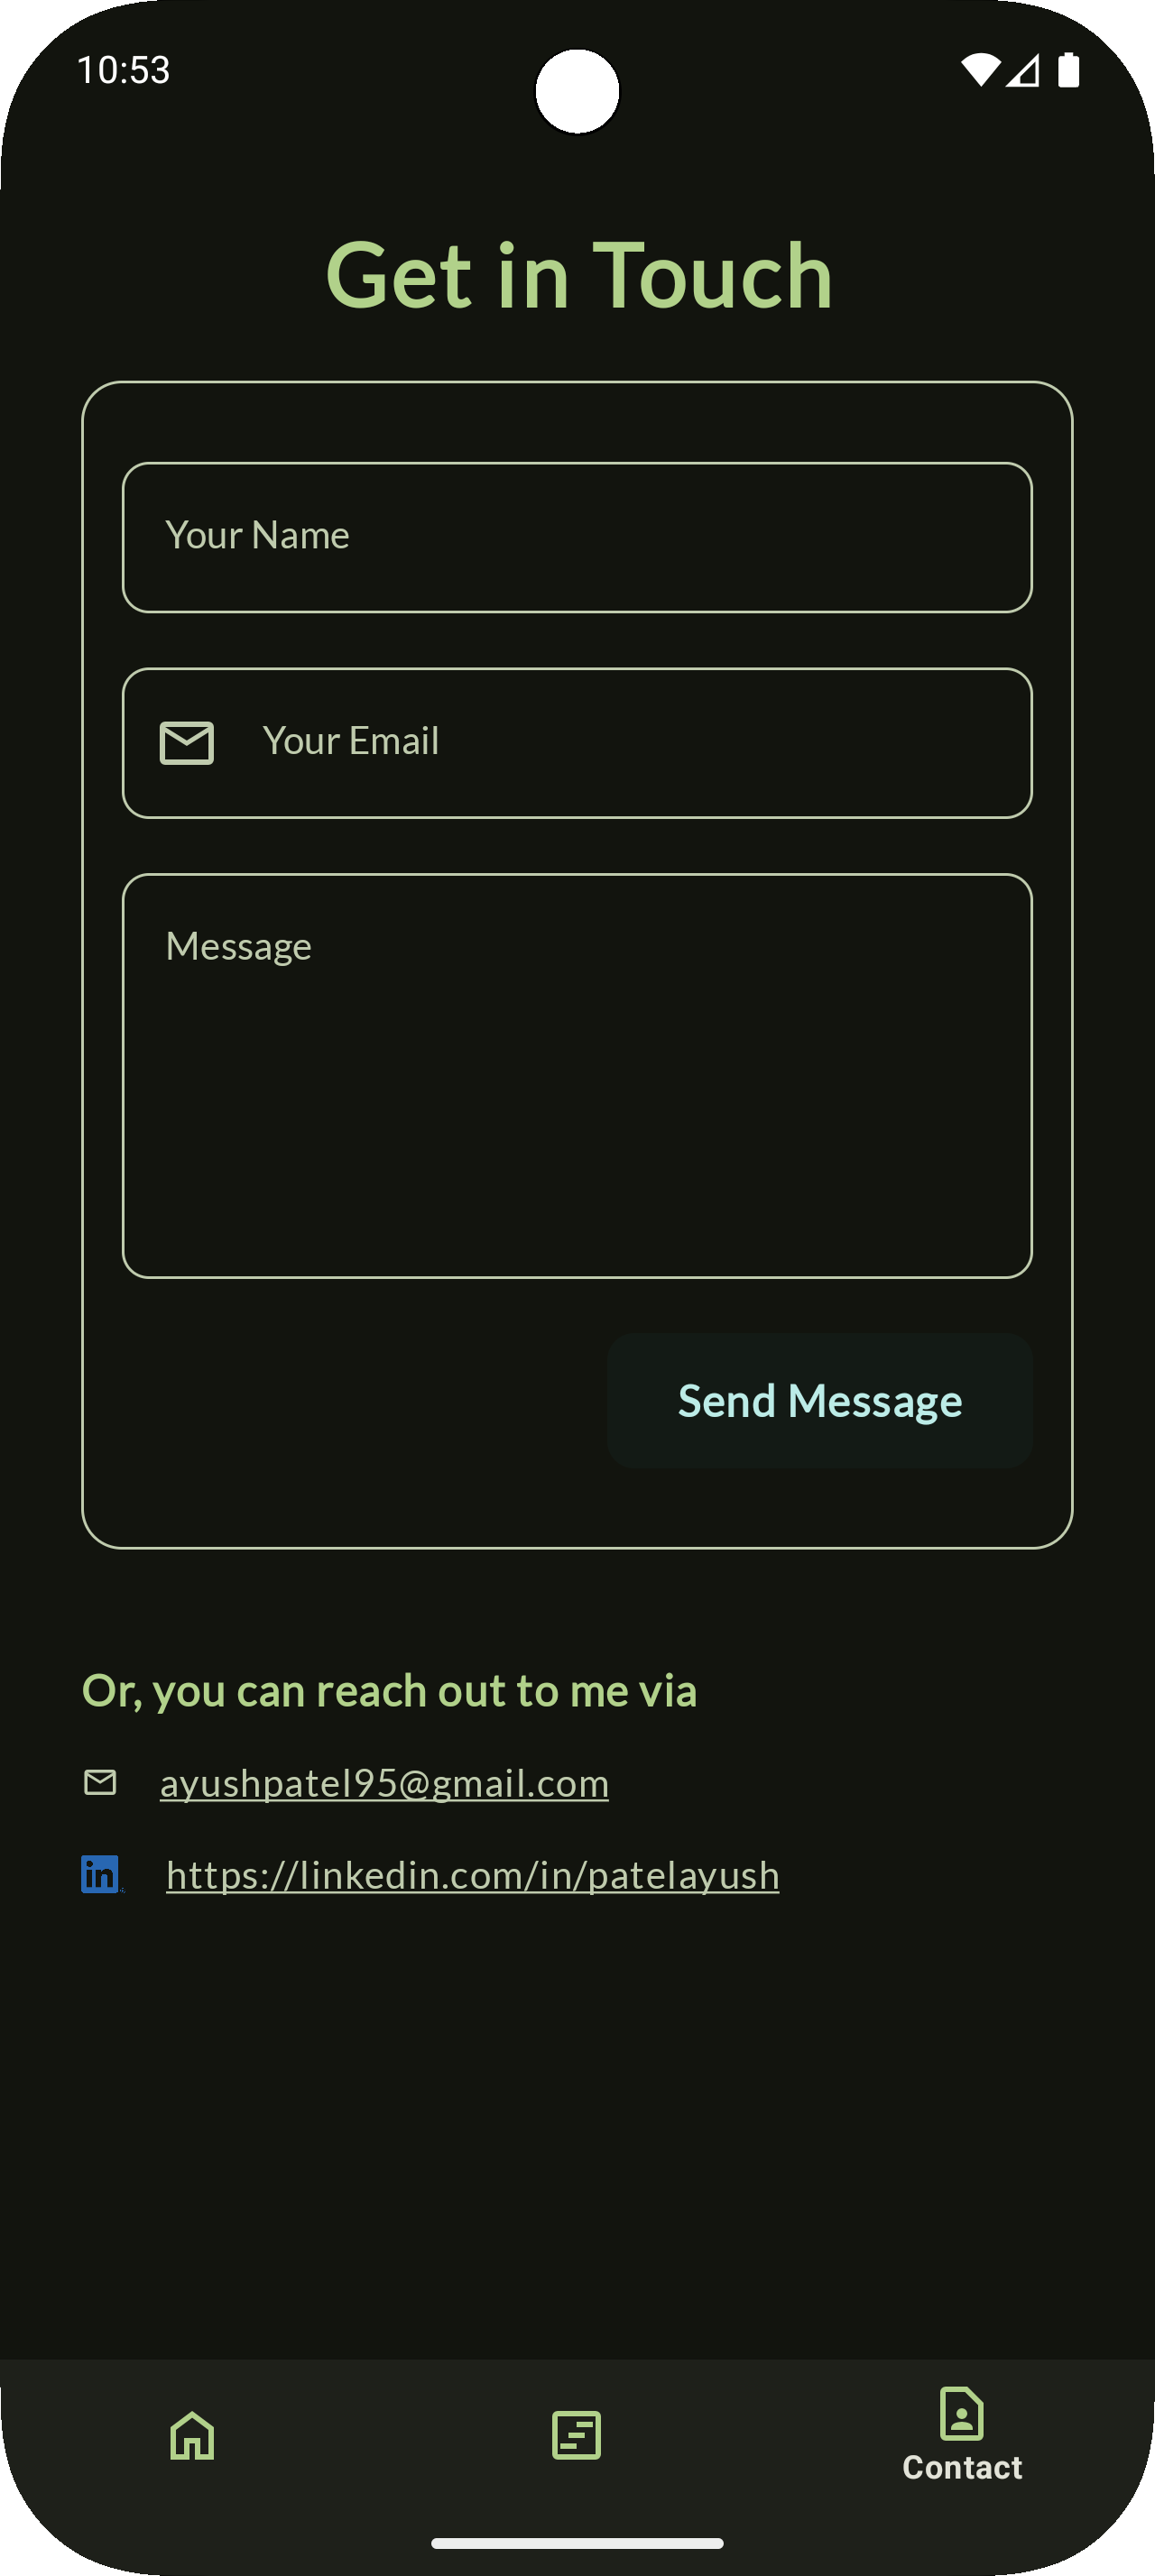 10:53
Get in Touch
Your Name
Your Email
Message
Send Message
Or, you can reach out to me via
ayushpatel95@gmail.com
in
https://linkedin.com/in/patelayush
Contact